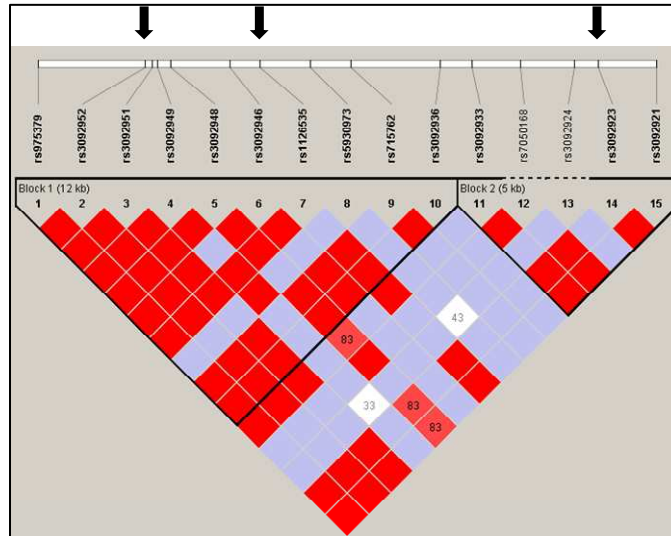 rs975379
rs3092952
rs3092951
rs3092949
rs3092948
rs3092946
rs1126535
rs5930973
rs715762
rs3092936
rs3092933
rs7050168
rs3092924
rs3092923
rs3092921
Block 1 (12 kb) Block 2 (5 kb)
1 2 3 4 5 6 7 8 9 10 11 12 13 14 15
43
83
33 83
83